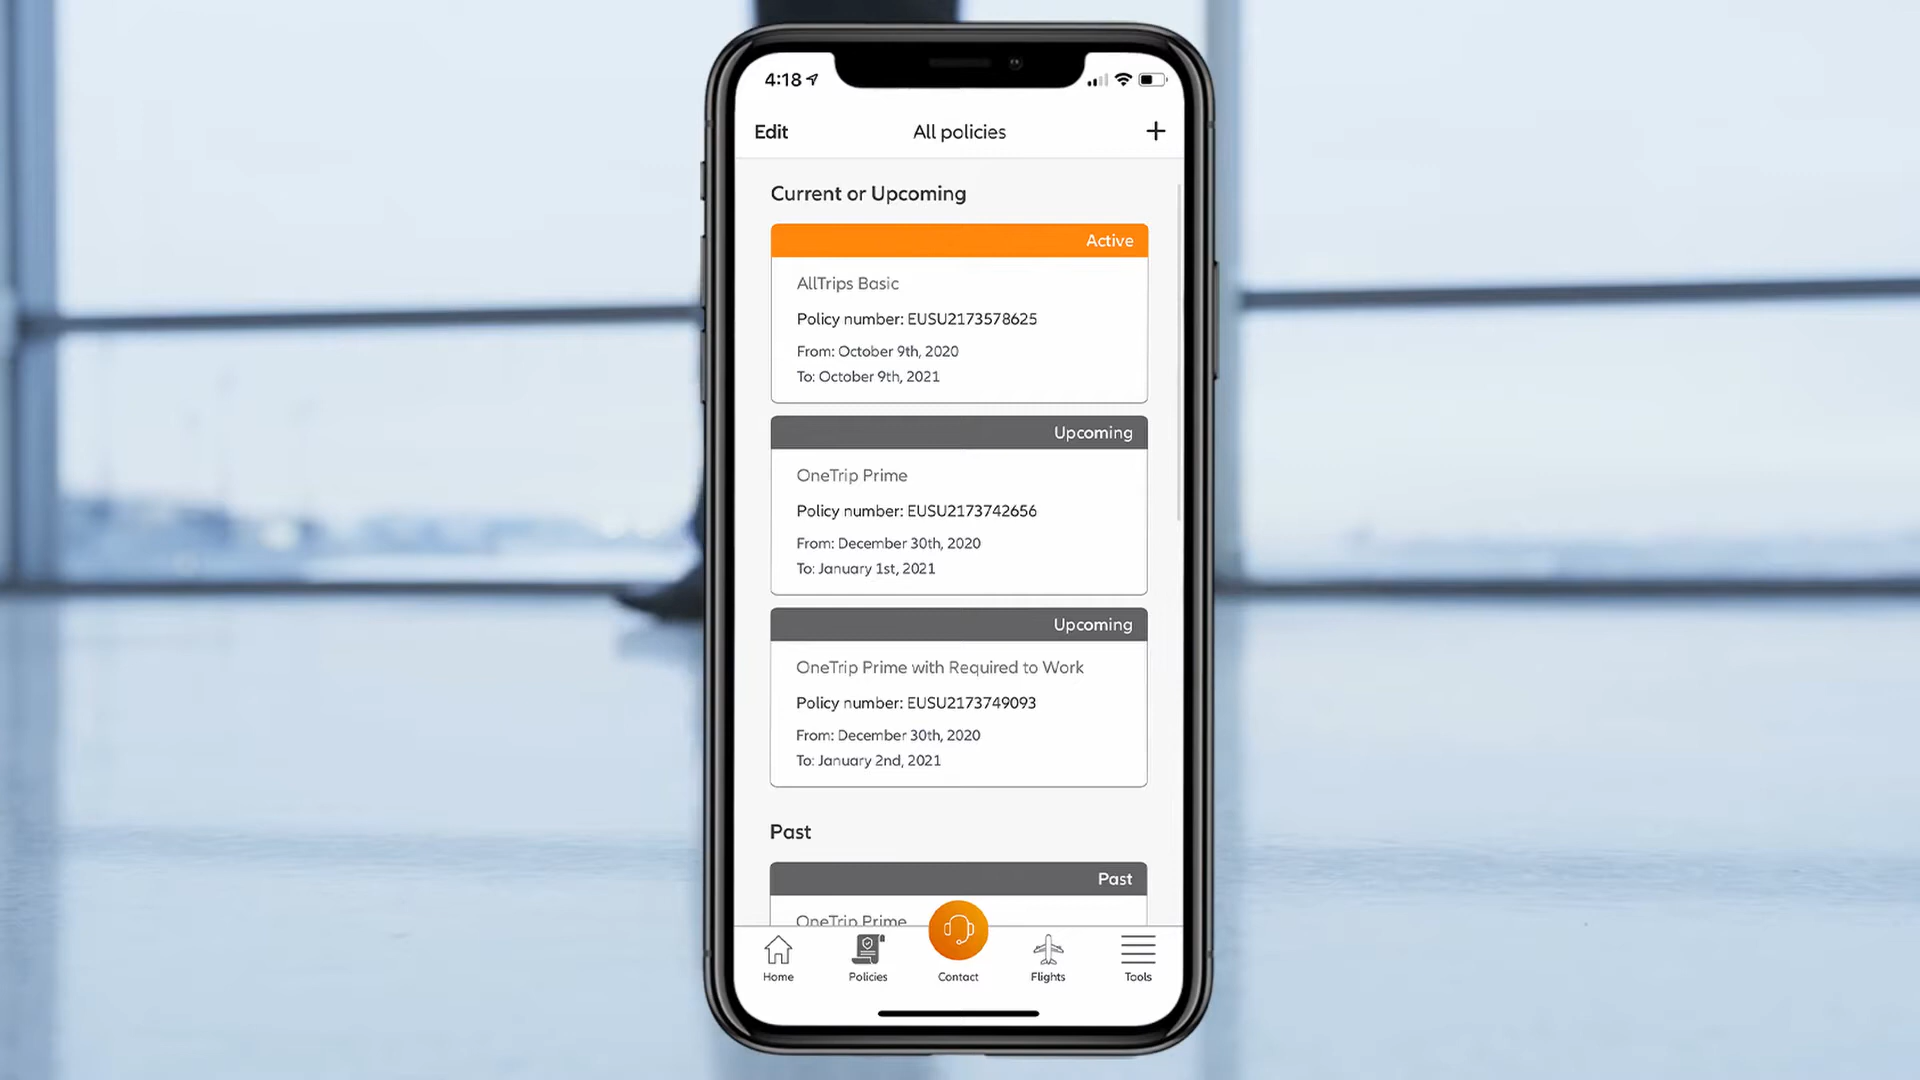 4:18
Edit
All policies
+
Current or Upcoming
Active
AllTrips Basic
Policy number: EUSU2173578625
From: October 9th, 2020
To: October 9th, 2021
Upcoming
OneTrip Prime
Policy number: EUSU2173742656
From: December 30th, 2020
To: January 1st, 2021
Upcoming
OneTrip Prime with Required to Work
Policy number: EUSU2173749093
From: December 30th, 2020
To: January 2nd, 2021
Past
Past
OneTrip Prime
Home
Policies
Contact
Flights
Tools